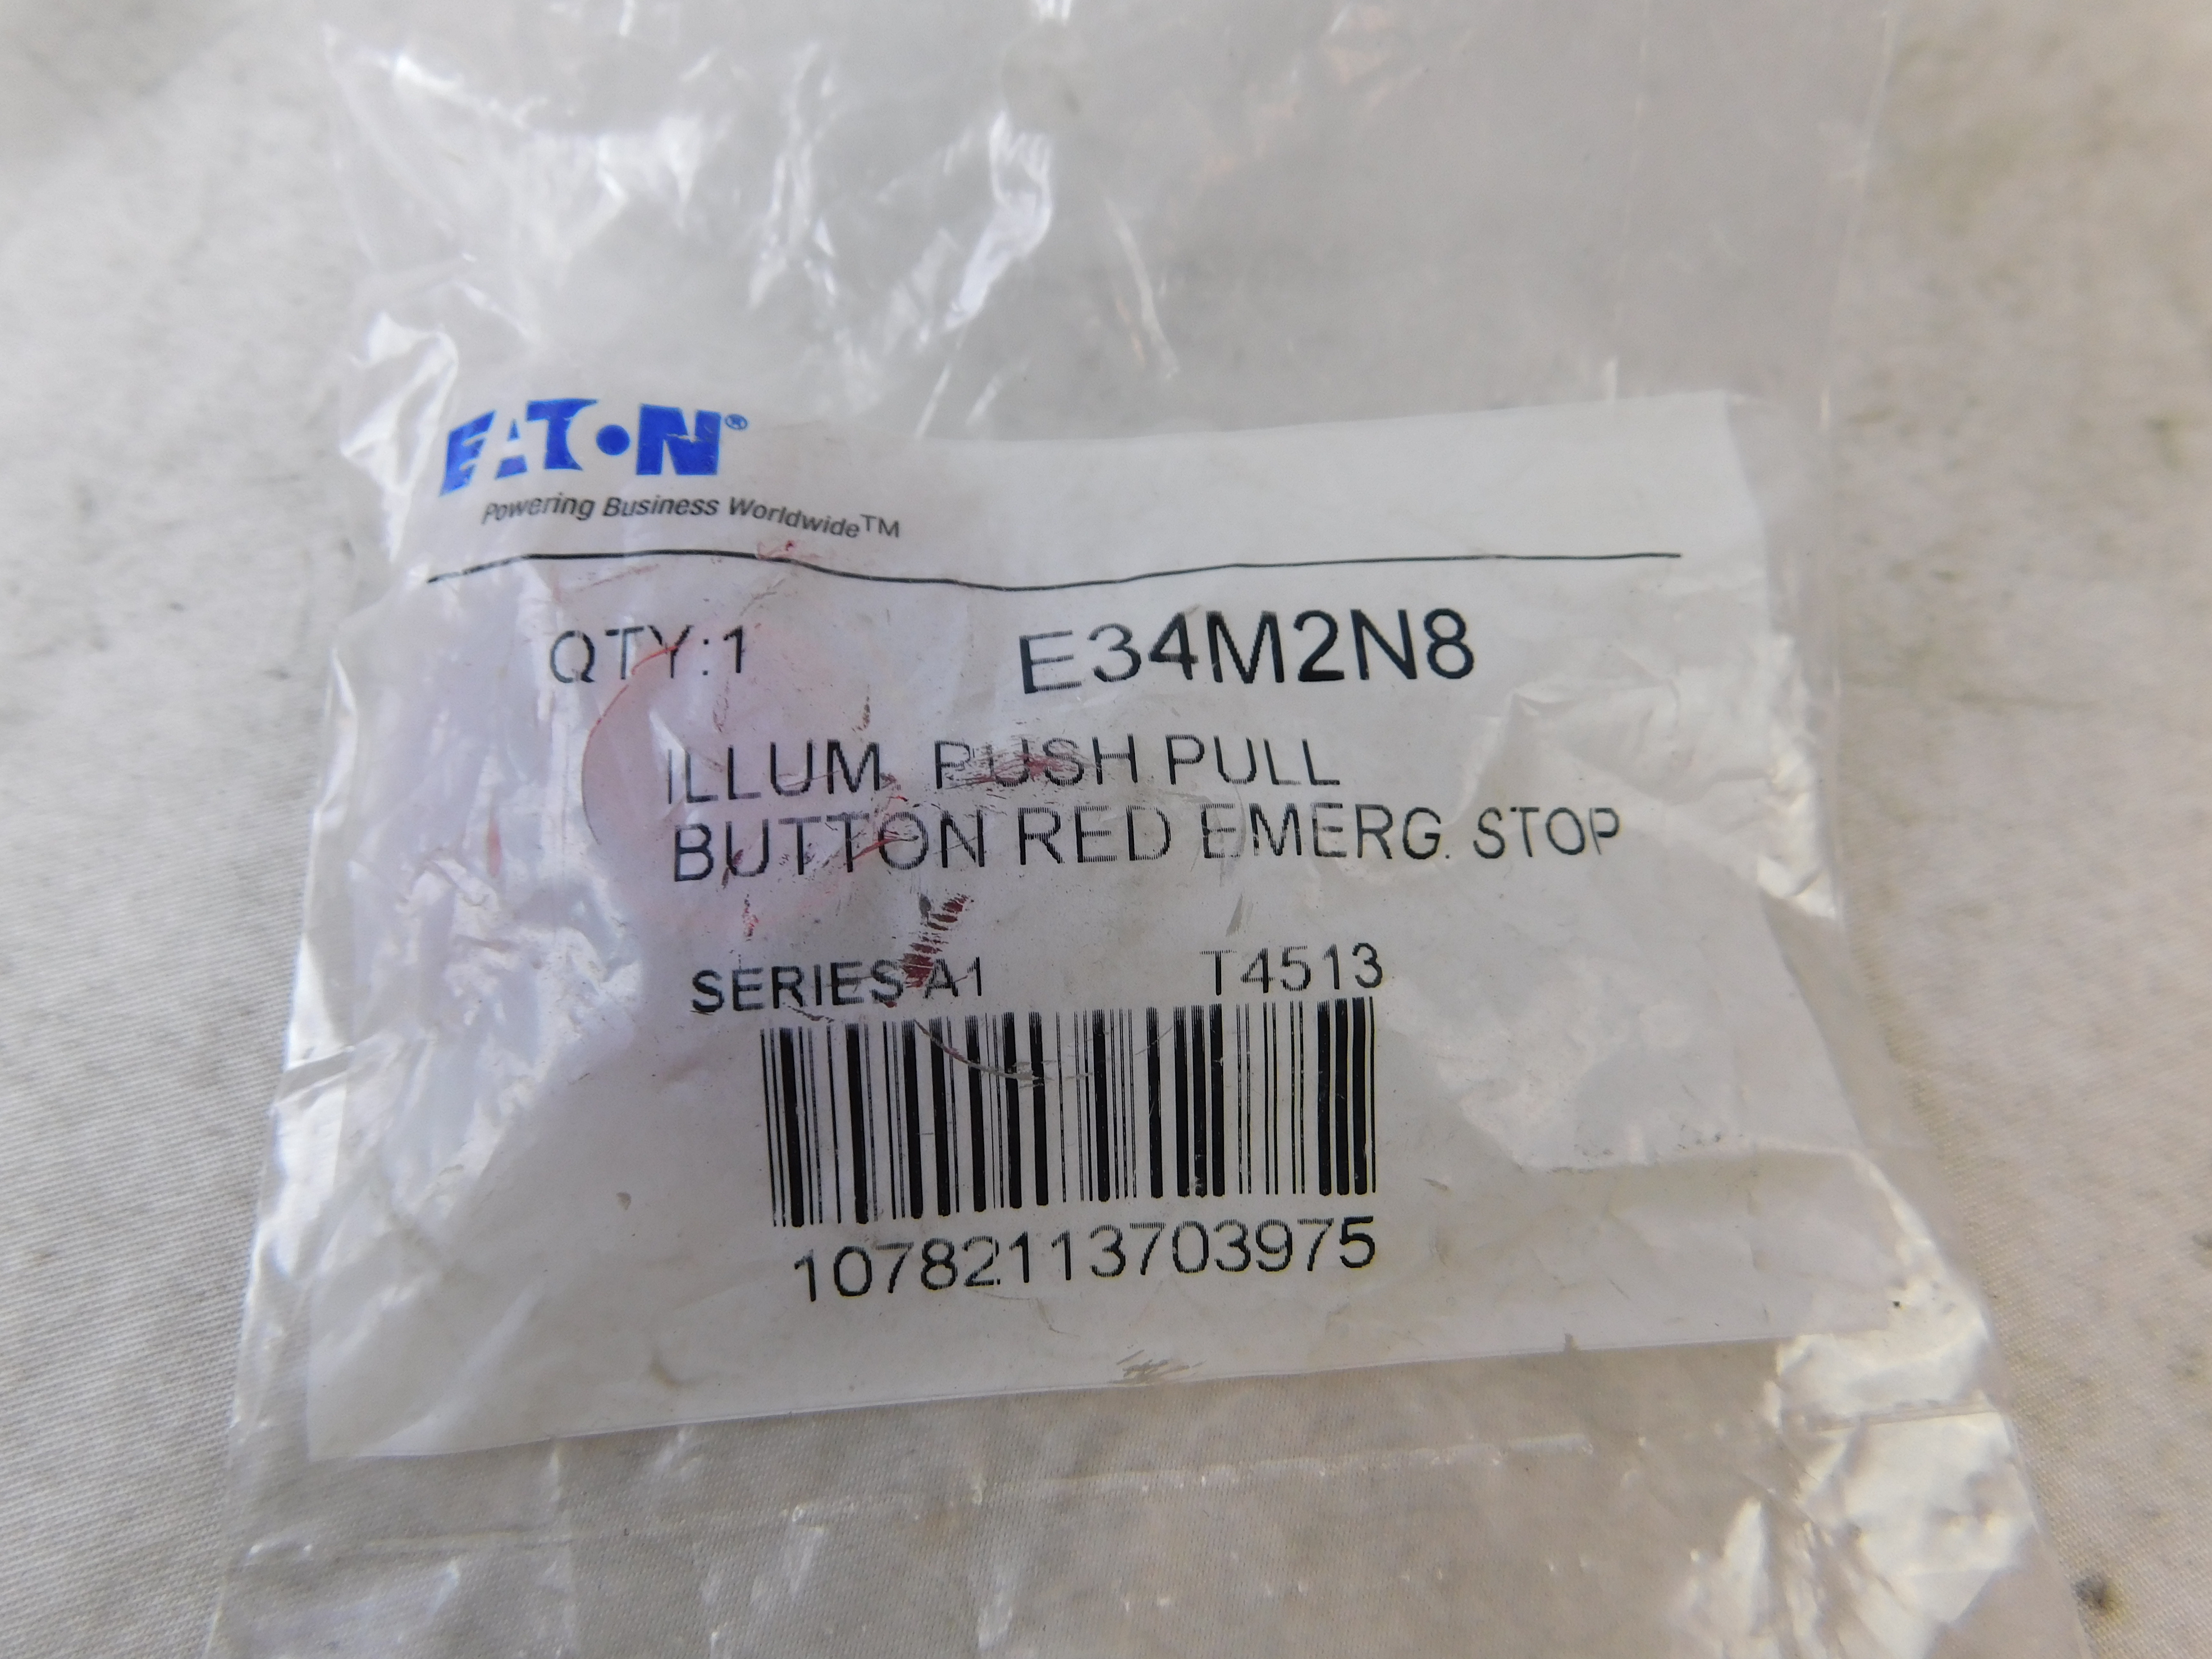 EATON®
Powering Business Worldwide™
QTY:1 E34M2N8
ILLUM. PUSH PULL
BUTTON RED EMERG. STOP
SERIES A1 T4513
10782113703975